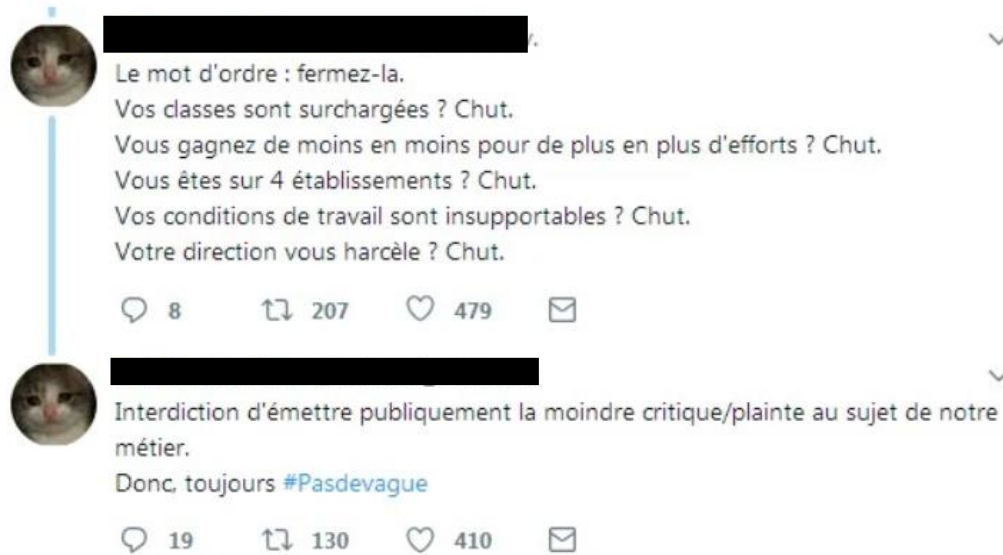 Le mot d'ordre : fermez-la.
Vos classes sont surchargées ? Chut.
Vous gagnez de moins en moins pour de plus en plus d'efforts ? Chut.
Vous êtes sur 4 établissements ? Chut.
Vos conditions de travail sont insupportables ? Chut.
Votre direction vous harcèle ? Chut.
8 207 479
Interdiction d'émettre publiquement la moindre critique/plainte au sujet de notre
métier.
Donc, toujours #Pasdevague
19 130 410